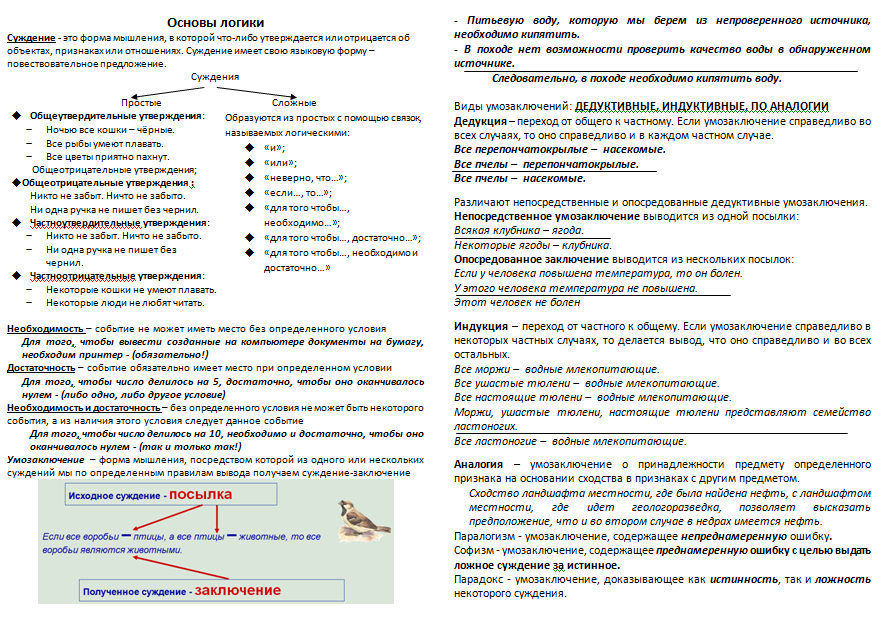 Основы логики
Суждение - это форма мышления, в которой что-либо утверждается или отрицается об
объектах, признаках или отношениях. Суждение имеет свою языковую форму –
повествовательное предложение.
Суждения
Простые
Общеутвердительные утверждения:
– Ночью все кошки – чёрные.
– Все рыбы умеют плавать.
– Все цветы приятно пахнут.
Общеотрицательные утверждения;
Общеотрицательные утверждения ;
Никто не забыт. Ничто не забыто.
Ни одна ручка не пишет без чернил.
Частноутвердительные утверждения:
– Никто не забыт. Ничто не забыто.
– Ни одна ручка не пишет без
чернил.
Частноотрицательные утверждения:
– Некоторые кошки не умеют плавать.
– Некоторые люди не любят читать.
Сложные
Образуются из простых с помощью связок,
называемых логическими:
«и»;
«или»;
«неверно, что…»;
«если…, то…»;
«для того чтобы…,
необходимо…»;
«для того чтобы…, достаточно…»;
«для того чтобы…, необходимо и
достаточно…»
Необходимость – событие не может иметь место без определенного условия
Для того, чтобы вывести созданные на компьютере документы на бумагу,
необходим принтер - (обязательно!)
Достаточность – событие обязательно имеет место при определенном условии
Для того, чтобы число делилось на 5, достаточно, чтобы оно оканчивалось
нулем - (либо одно, либо другое условие)
Необходимость и достаточность – без определенного условия не может быть некоторого
события, а из наличия этого условия следует данное событие
Для того, чтобы число делилось на 10, необходимо и достаточно, чтобы оно
оканчивалось нулем - (так и только так!)
Умозаключение – форма мышления, посредством которой из одного или нескольких
суждений мы по определенным правилам вывода получаем суждение-заключение
Исходное суждение - посылка
Если все воробьи — птицы, а все птицы — животные, то все
воробьи являются животными.
Полученное суждение - заключение
- Питьевую воду, которую мы берем из непроверенного источника,
необходимо кипятить.
- В походе нет возможности проверить качество воды в обнаруженном
источнике.
Следовательно, в походе необходимо кипятить воду.
Виды умозаключений: ДЕДУКТИВНЫЕ, ИНДУКТИВНЫЕ, ПО АНАЛОГИИ
Дедукция – переход от общего к частному. Если умозаключение справедливо во
всех случаях, то оно справедливо и в каждом частном случае.
Все перепончатокрылые – насекомые.
Все пчелы – перепончатокрылые.
Все пчелы – насекомые.
Различают непосредственные и опосредованные дедуктивные умозаключения.
Непосредственное умозаключение выводится из одной посылки:
Всякая клубника – ягода.
Некоторые ягоды – клубника.
Опосредованное заключение выводится из нескольких посылок:
Если у человека повышена температура, то он болен.
У этого человека температура не повышена.
Этот человек не болен
Индукция – переход от частного к общему. Если умозаключение справедливо в
некоторых частных случаях, то делается вывод, что оно справедливо и во всех
остальных.
Все моржи – водные млекопитающие.
Все ушастые тюлени – водные млекопитающие.
Все настоящие тюлени – водные млекопитающие.
Моржи, ушастые тюлени, настоящие тюлени представляют семейство
ластоногих.
Все ластоногие – водные млекопитающие.
Аналогия – умозаключение о принадлежности предмету определенного
признака на основании сходства в признаках с другим предметом.
Сходство ландшафта местности, где была найдена нефть, с ландшафтом
местности, где идет геологоразведка, позволяет высказать
предположение, что и во втором случае в недрах имеется нефть.
Паралогизм - умозаключение, содержащее непреднамеренную ошибку.
Софизм - умозаключение, содержащее преднамеренную ошибку с целью выдать
ложное суждение за истинное.
Парадокс - умозаключение, доказывающее как истинность, так и ложность
некоторого суждения.